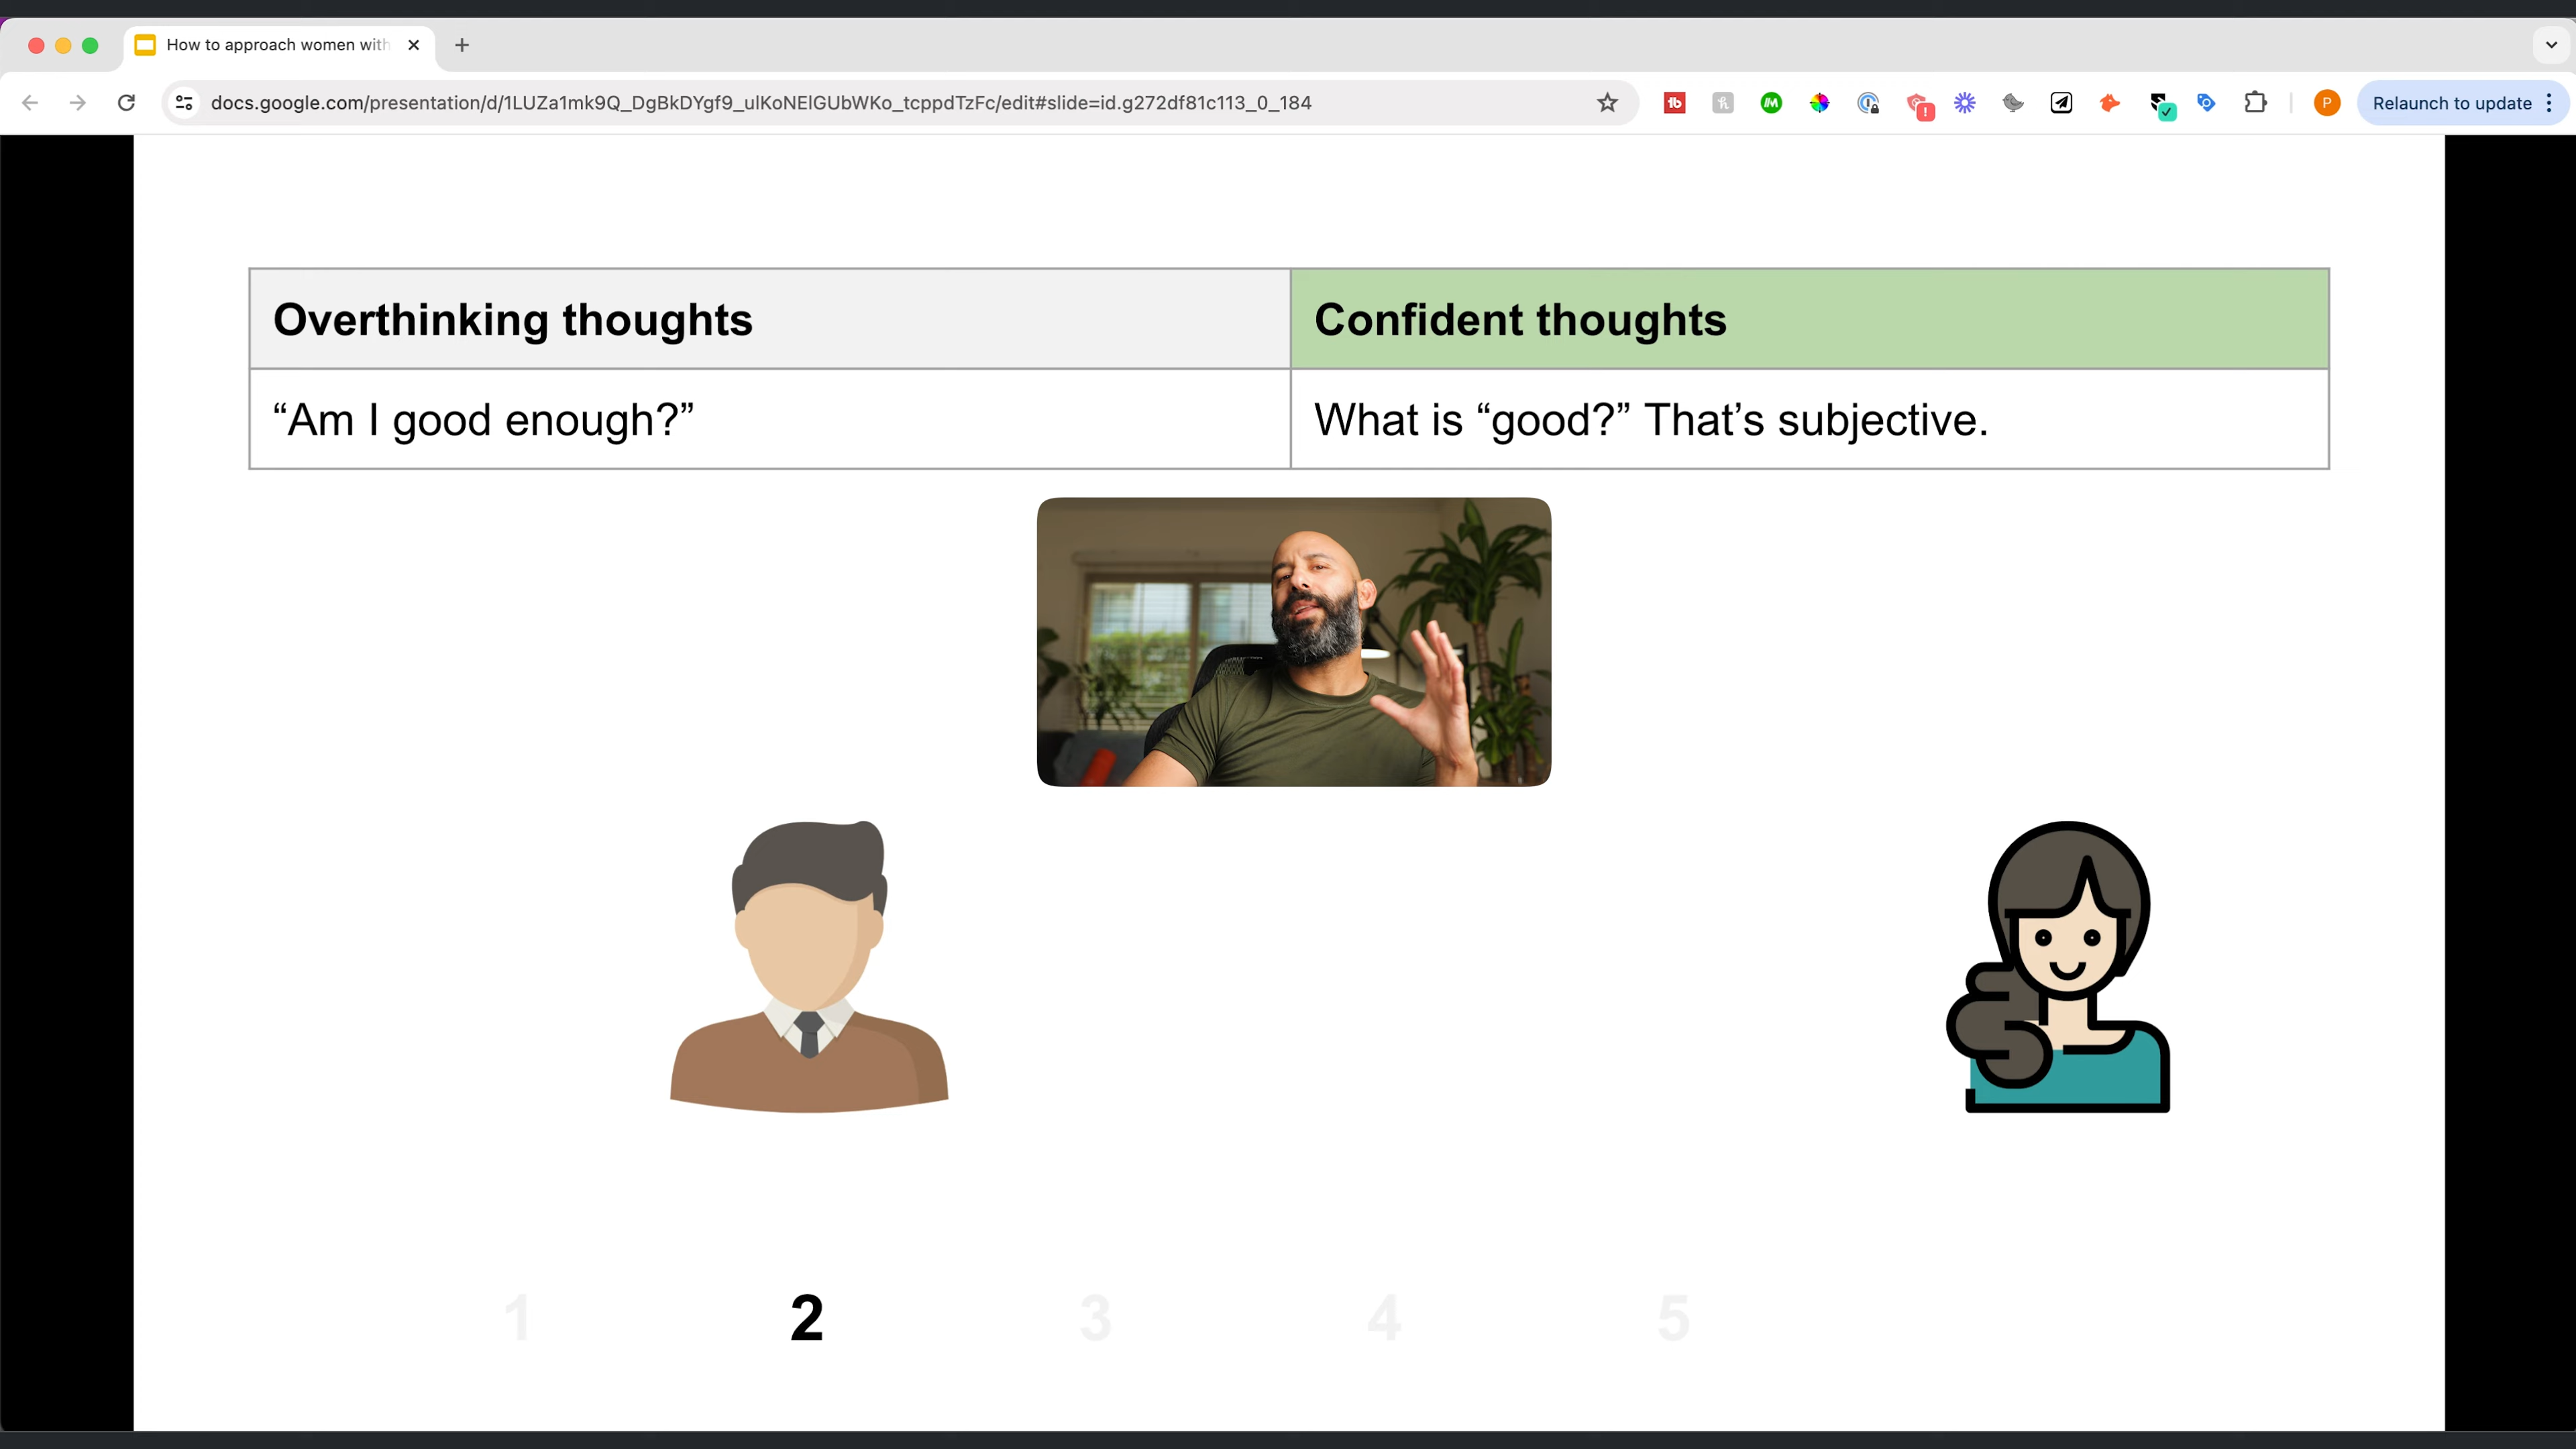 How to approach women with
docs.google.com/presentation/d/1LUZa1mk9Q_DgBkDYgf9_ulKoNElGUbWKo_tcppdTzFc/edit#slide=id.g272df81c113_0_184
P
Relaunch to update
Overthinking thoughts
Confident thoughts
“Am I good enough?”
What is “good?” That’s subjective.
1 2 3 4 5